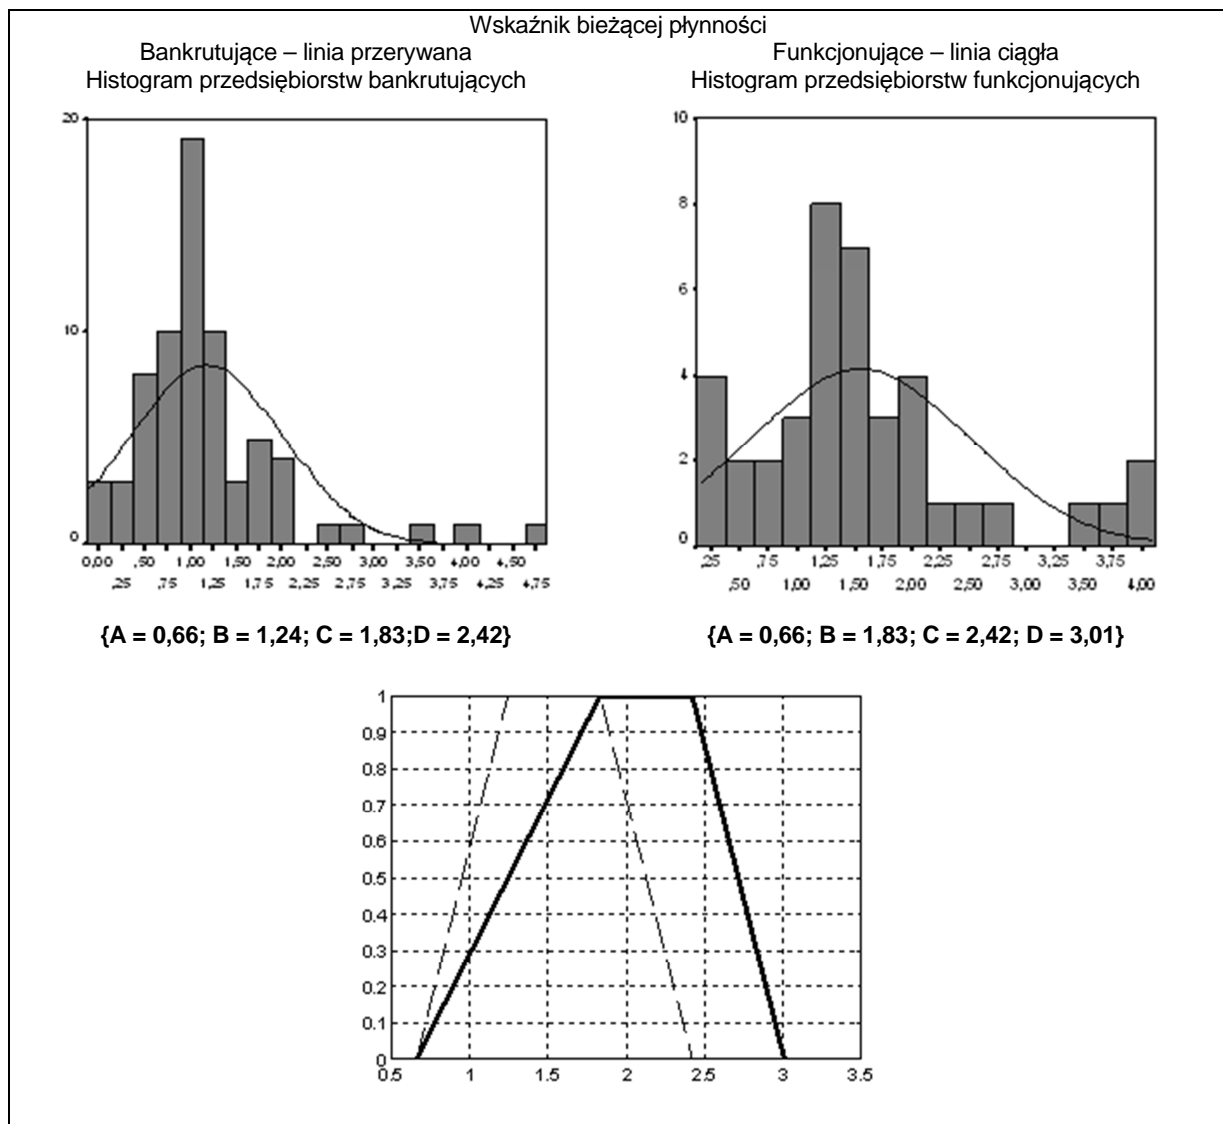 Wskaźnik bieżącej płynności
Bankrutujące – linia przerywana
Histogram przedsiębiorstw bankrutujących
20
10
0
0,00 ,50 1,00 1,50 2,00 2,50 3,00 3,50 4,00 4,50
,25 ,75 1,25 1,75 2,25 2,75 3,25 3,75 4,25 4,75
{A = 0,66; B = 1,24; C = 1,83;D = 2,42}
Funkcjonujące – linia ciągła
Histogram przedsiębiorstw funkcjonujących
10
8
6
4
2
0
,25 ,75 1,25 1,75 2,25 2,75 3,25 3,75
,50 1,00 1,50 2,00 2,50 3,00 3,50 4,00
{A = 0,66; B = 1,83; C = 2,42; D = 3,01}
1
0.9
0.8
0.7
0.6
0.5
0.4
0.3
0.2
0.1
0
0.5 1 1.5 2 2.5 3 3.5